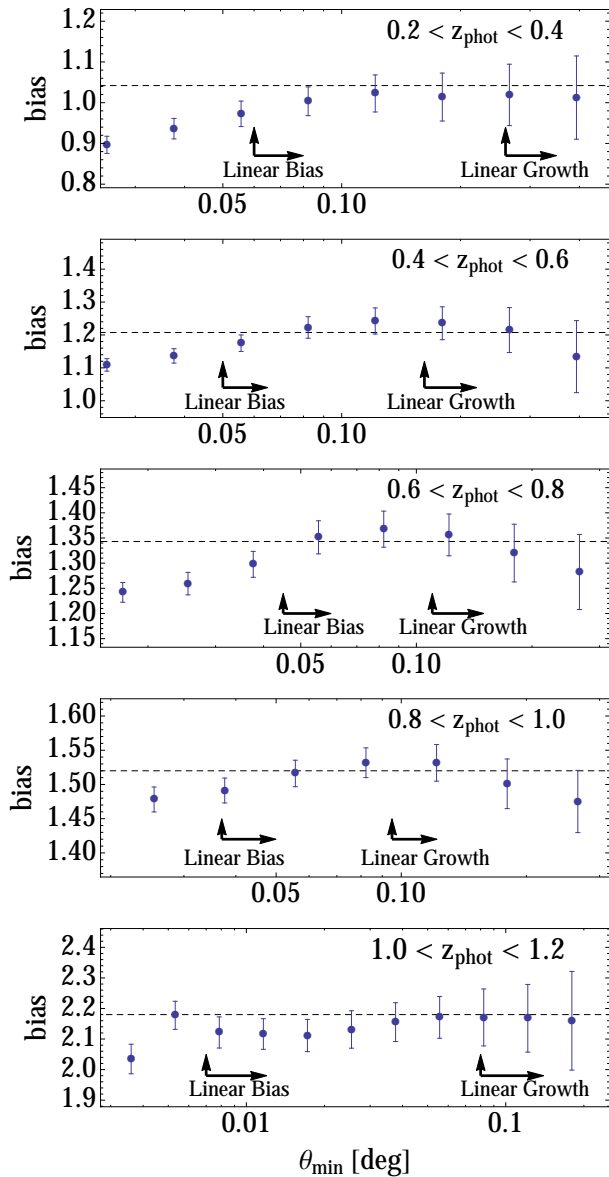 1.2
0.2 < z_phot < 0.4
1.1
1.0
bias
0.9
Linear Bias
Linear Growth
0.8
0.05
0.10
1.4
0.4 < z_phot < 0.6
1.3
1.2
bias
1.1
Linear Bias
Linear Growth
1.0
0.05
0.10
1.45
0.6 < z_phot < 0.8
1.40
1.35
1.30
bias
1.25
1.20
Linear Bias
Linear Growth
1.15
0.05
0.10
1.60
0.8 < z_phot < 1.0
1.55
1.50
bias
1.45
Linear Bias
Linear Growth
1.40
0.05
0.10
2.4
1.0 < z_phot < 1.2
2.3
2.2
bias
2.1
2.0
Linear Bias
Linear Growth
1.9
0.01
0.1
θ_min [deg]